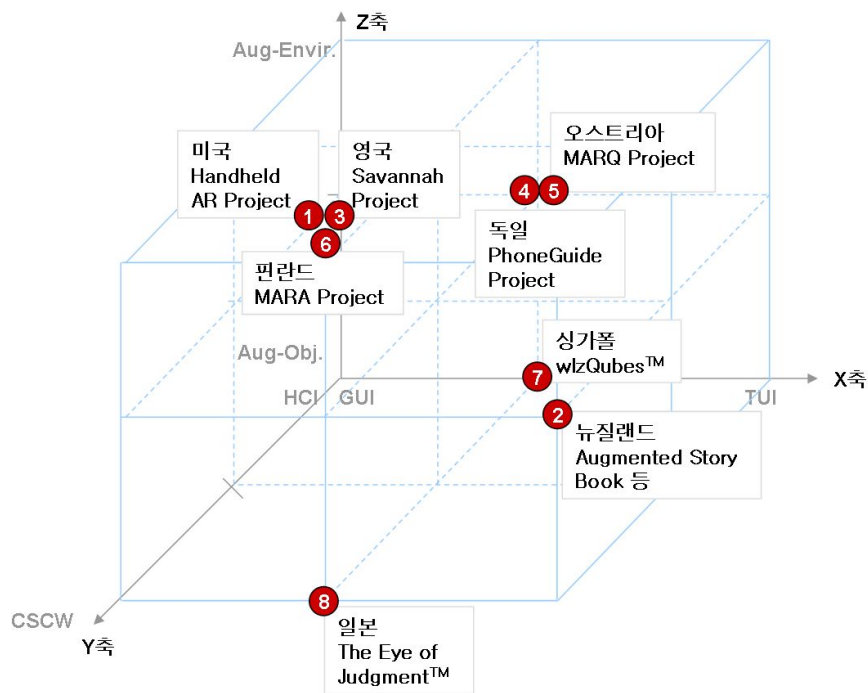 Z축
Aug-Envir.
미국
Handheld
AR Project
영국
Savannah
Project
오스트리아
MARQ Project
1
3
4
5
6
핀란드
MARA Project
독일
PhoneGuide
Project
Aug-Obj.
싱가폴
wIzQubes™
7
HCI
GUI
TUI
X축
2
뉴질랜드
Augmented Story
Book 등
CSCW
Y축
8
일본
The Eye of
Judgment™